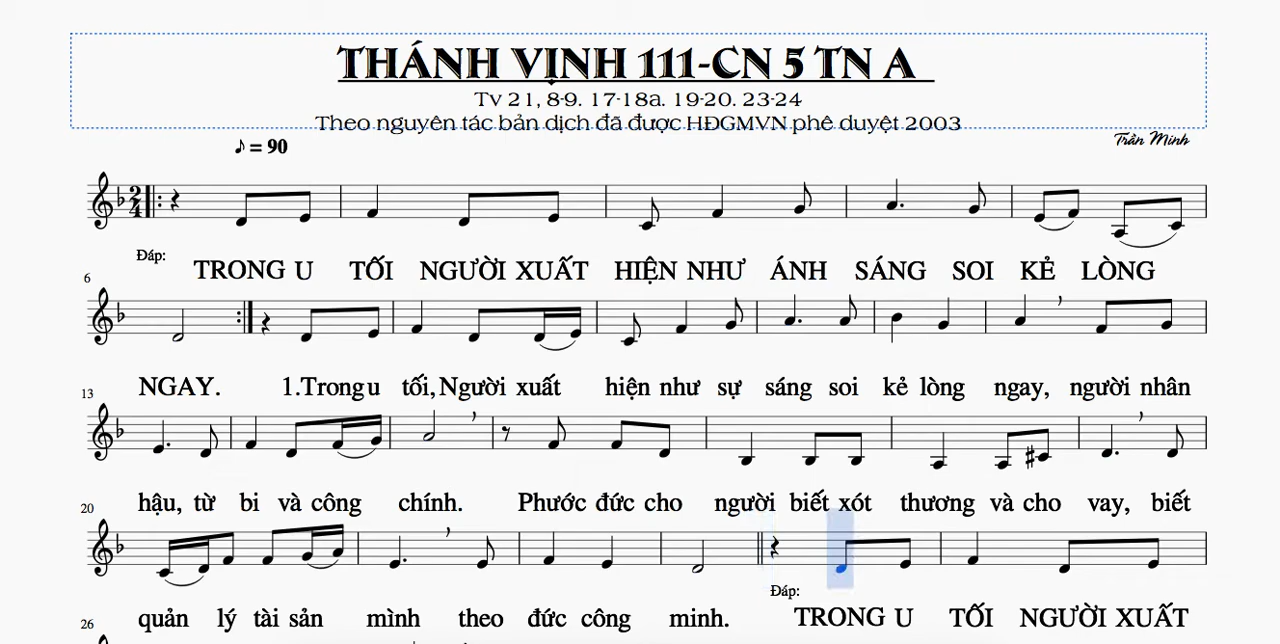 THÁNH VỊNH 111-CN 5 TN A
Tv 21, 8-9. 17-18a. 19-20. 23-24
Theo nguyên tác bản dịch đã được HĐGMVN phê duyệt 2003
Trần Minh
♪ = 90
2
4
Đáp:
TRONG U TỐI NGƯỜI XUẤT HIỆN NHƯ ÁNH SÁNG SOI KẺ LÒNG
6
NGAY. 1.Trong u tối, Người xuất hiện như sự sáng soi kẻ lòng ngay, người nhân
13
hậu, từ bi và công chính. Phước đức cho người biết xót thương và cho vay, biết
20
Đáp:
quản lý tài sản mình theo đức công minh. TRONG U TỐI NGƯỜI XUẤT
26